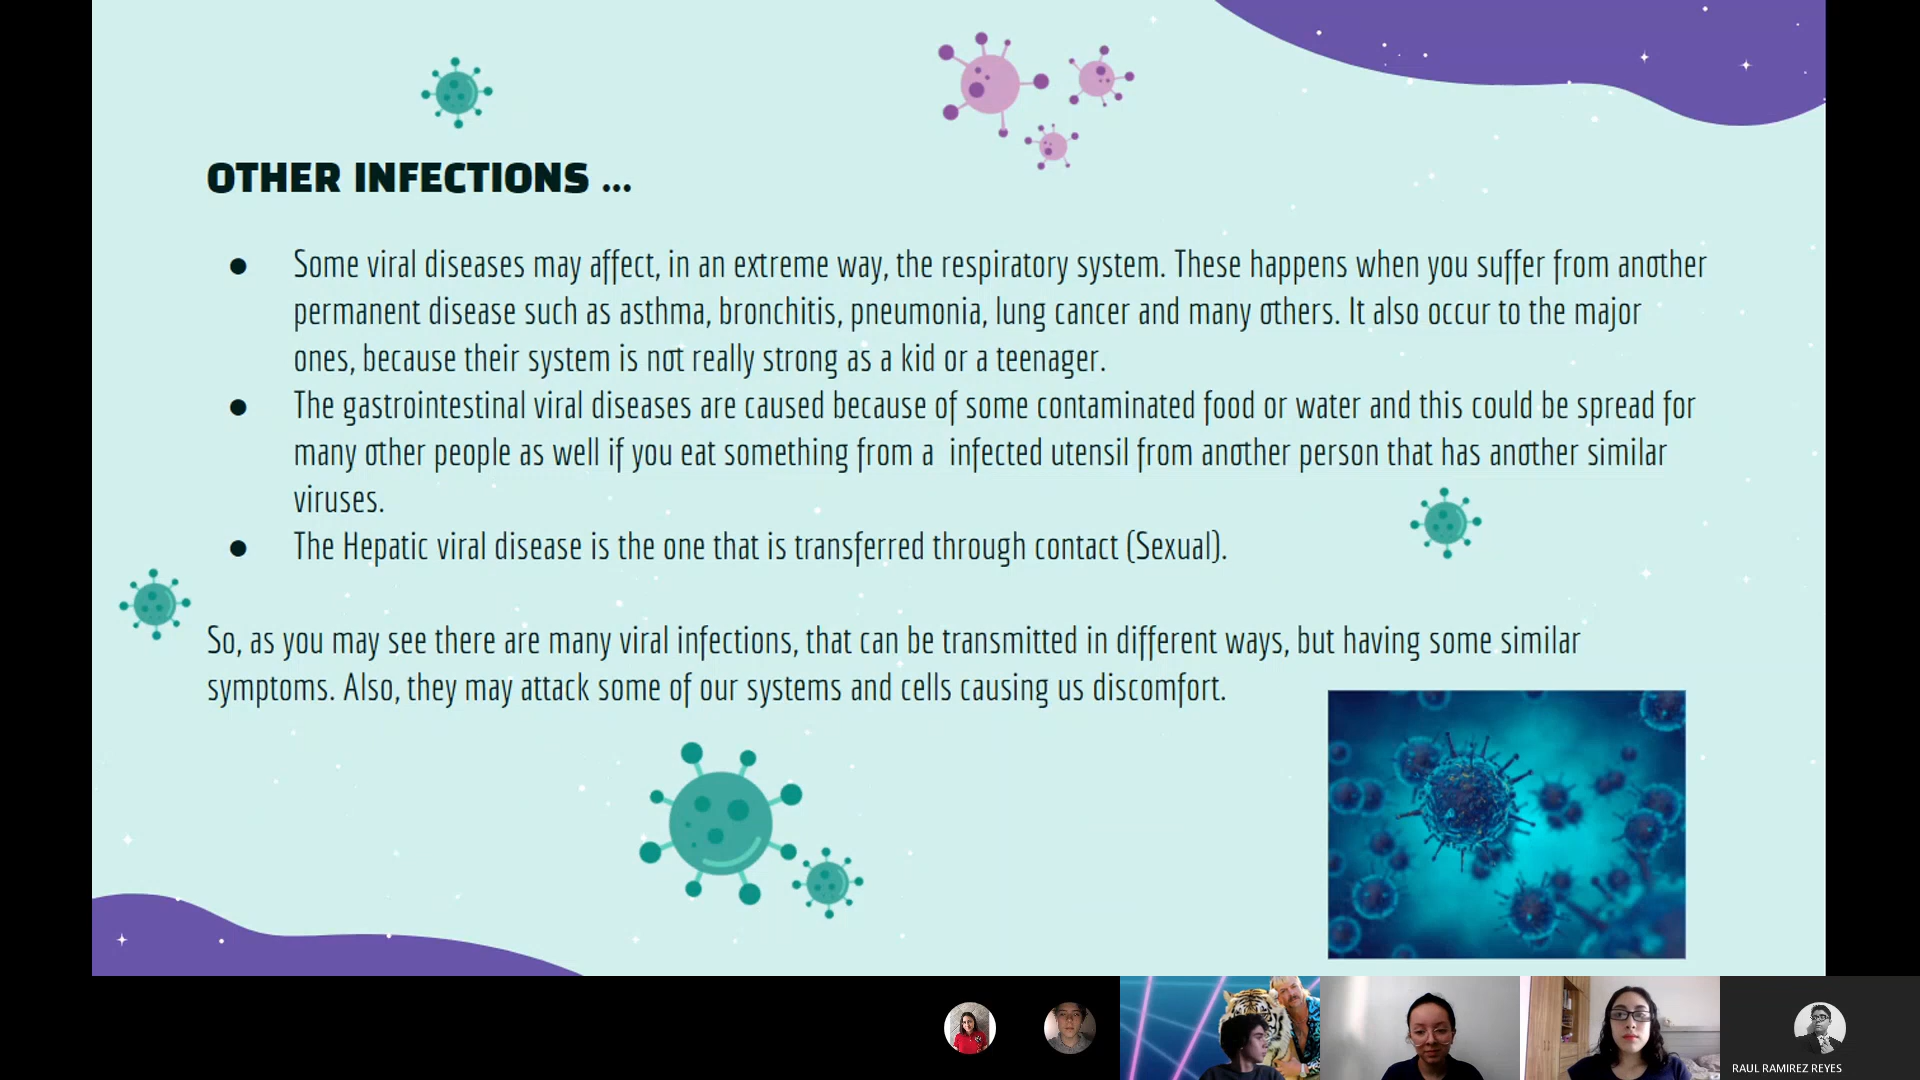 OTHER INFECTIONS ...
● Some viral diseases may affect, in an extreme way, the respiratory system. These happens when you suffer from another
permanent disease such as asthma, bronchitis, pneumonia, lung cancer and many others. It also occur to the major
ones, because their system is not really strong as a kid or a teenager.
● The gastrointestinal viral diseases are caused because of some contaminated food or water and this could be spread for
many other people as well if you eat something from a  infected utensil from another person that has another similar
viruses.
● The Hepatic viral disease is the one that is transferred through contact (Sexual).
So, as you may see there are many viral infections, that can be transmitted in different ways, but having some similar
symptoms. Also, they may attack some of our systems and cells causing us discomfort.
RAUL RAMIREZ REYES